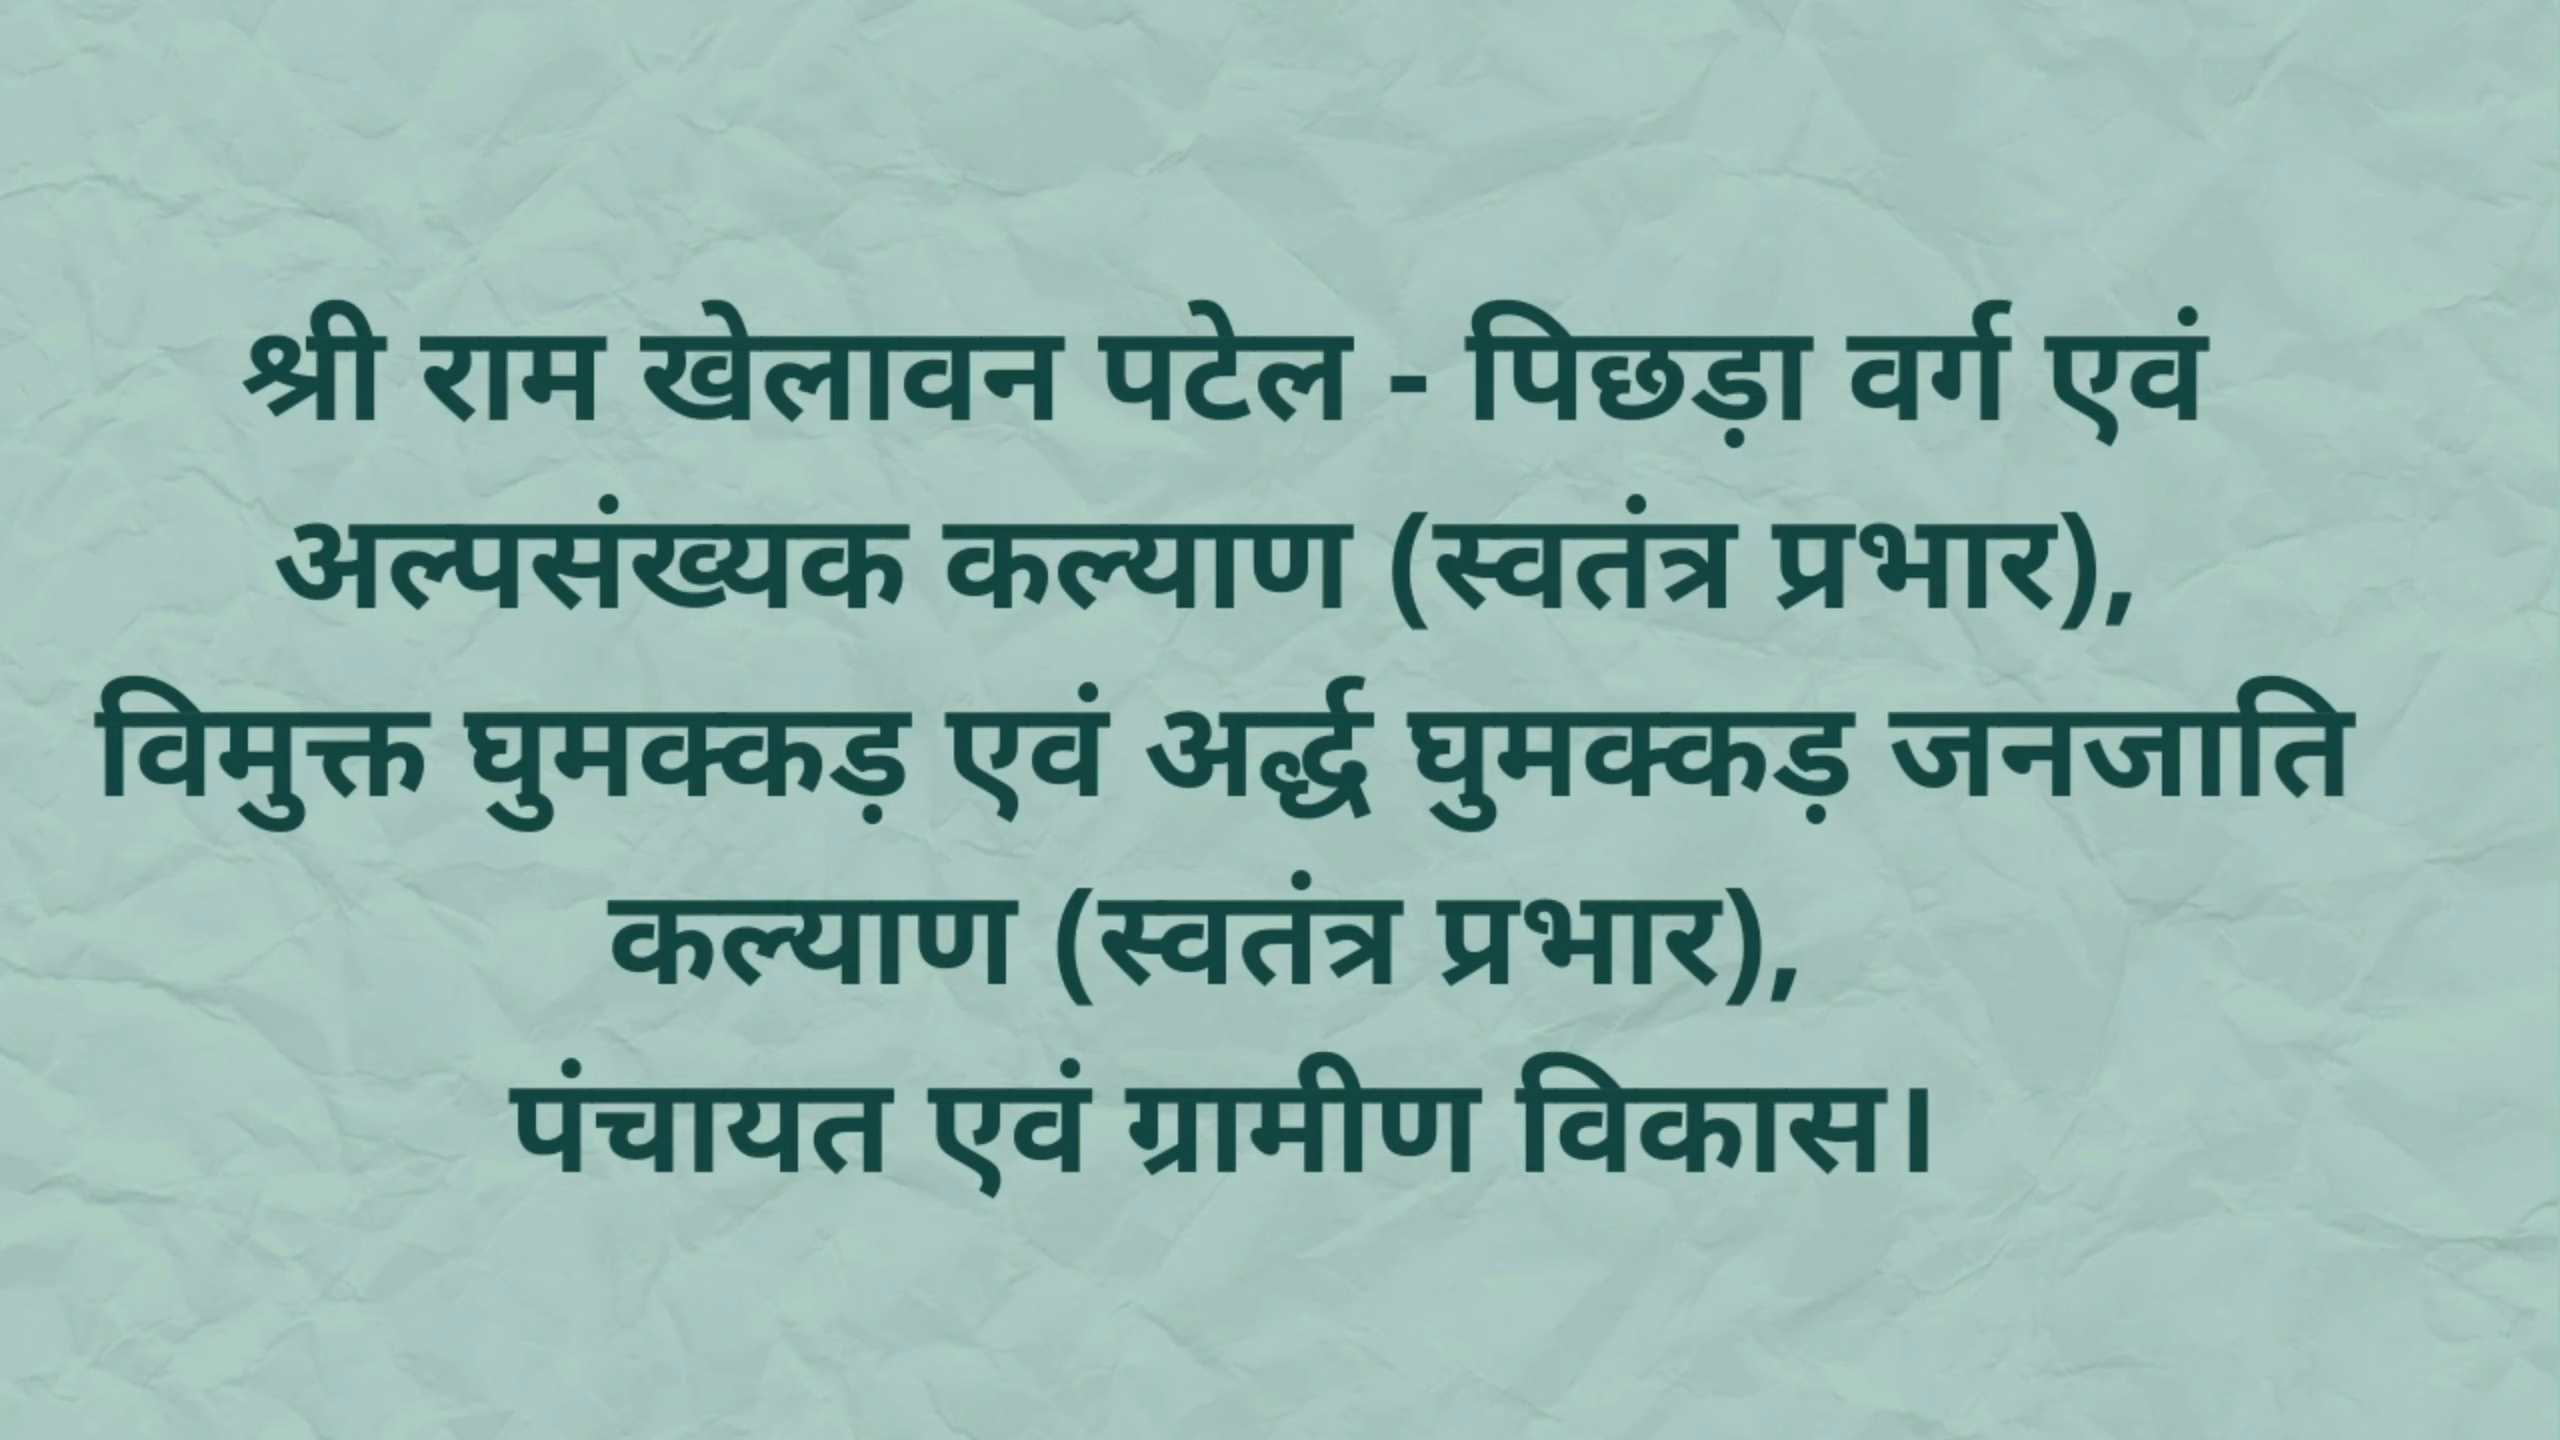 श्री राम खेलावन पटेल - पिछड़ा वर्ग एवं
अल्पसंख्यक कल्याण (स्वतंत्र प्रभार),
विमुक्त घुमक्कड़ एवं अर्द्ध घुमक्कड़ जनजाति
कल्याण (स्वतंत्र प्रभार),
पंचायत एवं ग्रामीण विकास।